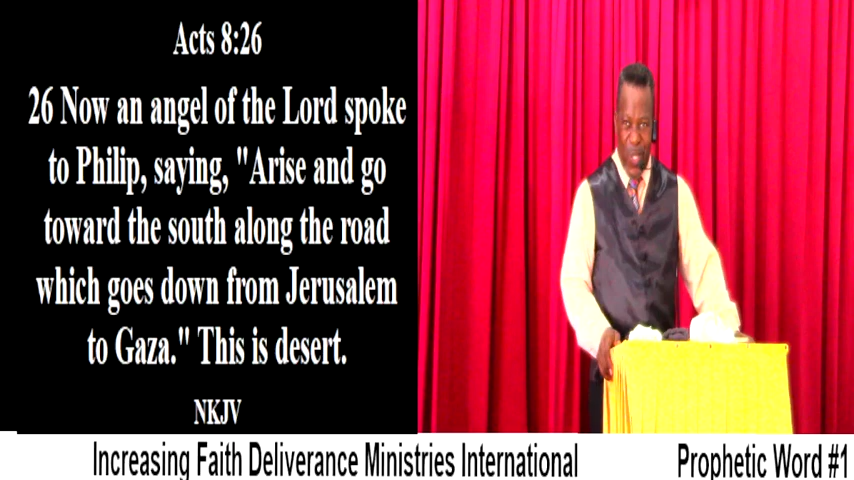 Acts 8:26
26 Now an angel of the Lord spoke
to Philip, saying, "Arise and go
toward the south along the road
which goes down from Jerusalem
to Gaza." This is desert.
NKJV
Increasing Faith Deliverance Ministries International
Prophetic Word #1